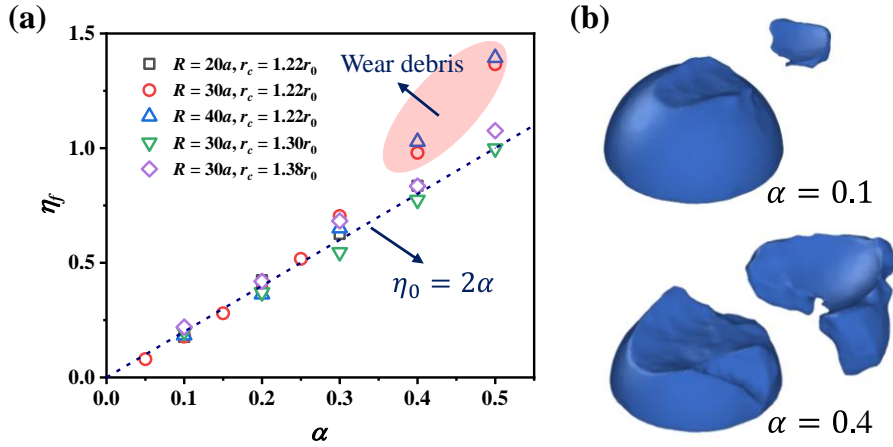 (a)
1.5
1.0
0.5
0.0
η_f
R = 20a, r_c = 1.22r_0
R = 30a, r_c = 1.22r_0
R = 40a, r_c = 1.22r_0
R = 30a, r_c = 1.30r_0
R = 30a, r_c = 1.38r_0
Wear debris
η_0 = 2α
0.0 0.1 0.2 0.3 0.4 0.5
α
(b)
α = 0.1
α = 0.4